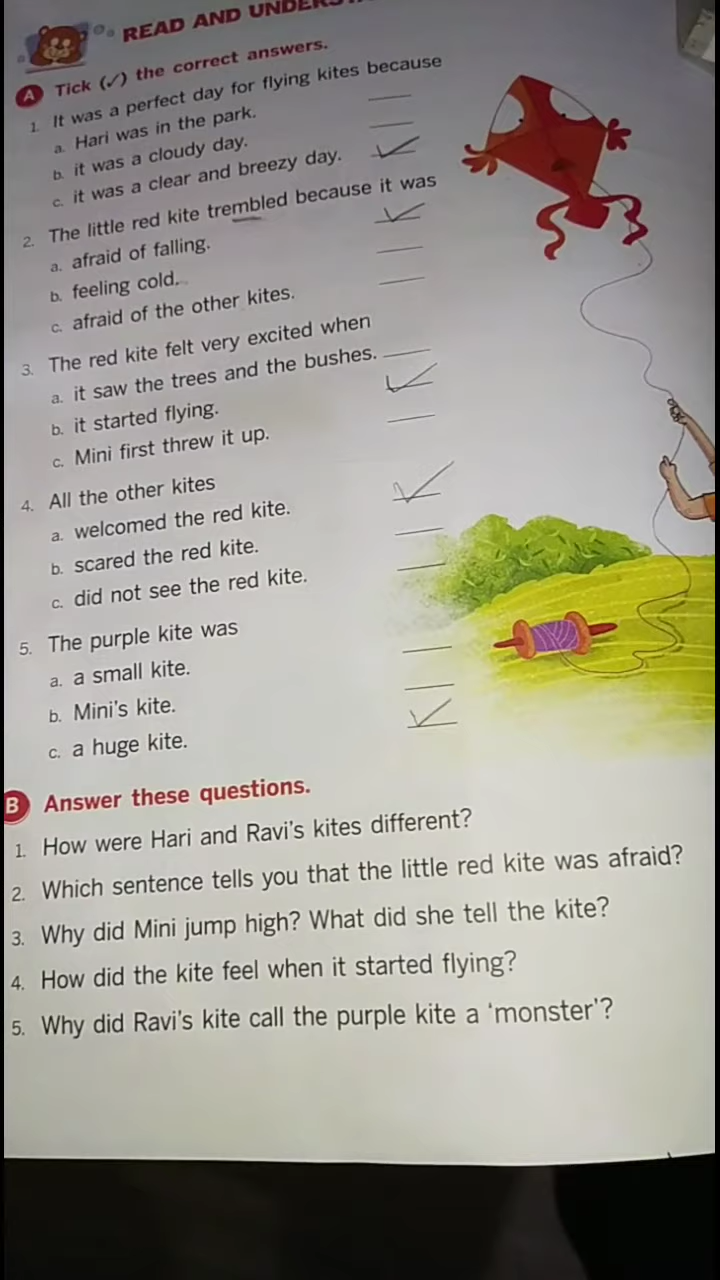 READ AND
A Tick (✓) the correct answers.
1. It was a perfect day for flying kites because
a. Hari was in the park.
b. it was a cloudy day.
c. it was a clear and breezy day. ✓
2. The little red kite trembled because it was
a. afraid of falling. ✓
b. feeling cold.
c. afraid of the other kites.
3. The red kite felt very excited when
a. it saw the trees and the bushes.
b. it started flying. ✓
c. Mini first threw it up.
4. All the other kites
a. welcomed the red kite. ✓
b. scared the red kite.
c. did not see the red kite.
5. The purple kite was
a. a small kite.
b. Mini's kite.
c. a huge kite. ✓
B Answer these questions.
1. How were Hari and Ravi's kites different?
2. Which sentence tells you that the little red kite was afraid?
3. Why did Mini jump high? What did she tell the kite?
4. How did the kite feel when it started flying?
5. Why did Ravi's kite call the purple kite a 'monster'?